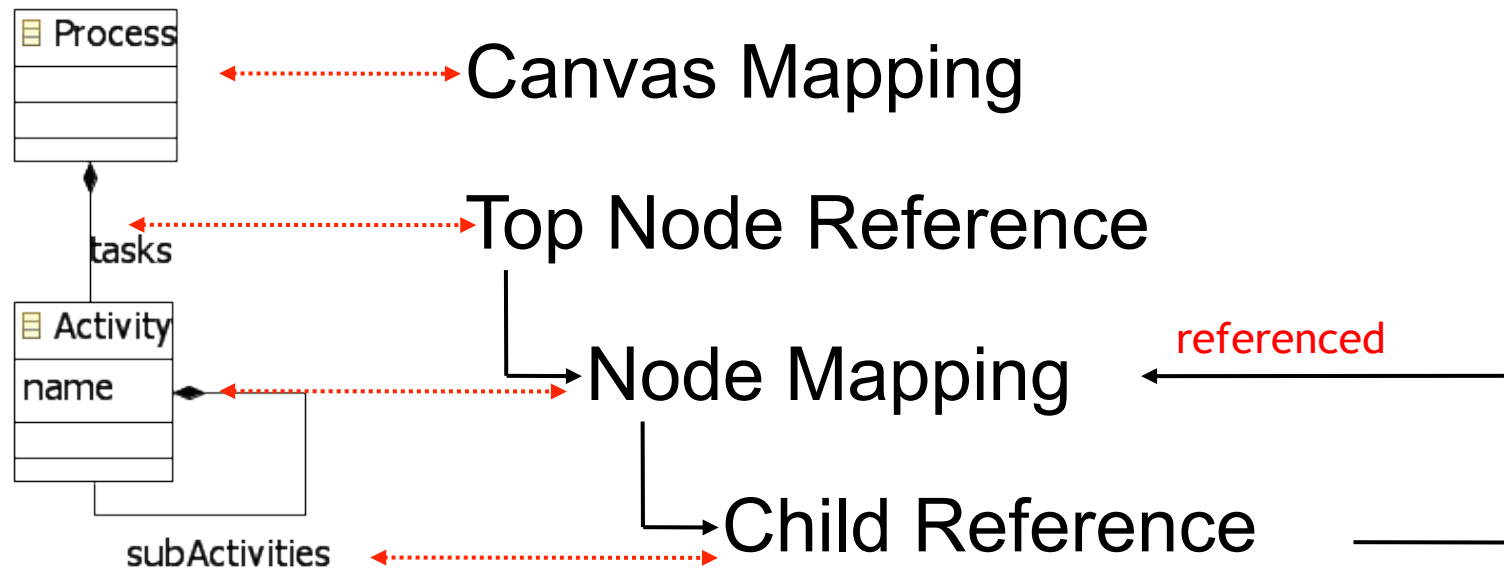 Process
Canvas Mapping
tasks
Top Node Reference
Activity
name
Node Mapping
referenced
subActivities
Child Reference